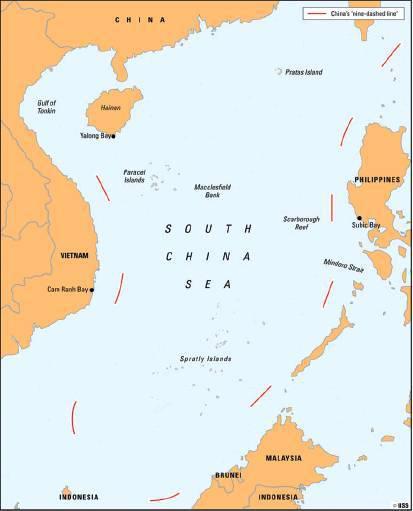 China's 'nine-dashed line'
CHINA
Pratas Island
Gulf of
Tonkin
Hainan
Yalong Bay
Paracel
Islands
Macclesfield
Bank
PHILIPPINES
Scarborough
Reef
Subic Bay
SOUTH
CHINA
SEA
VIETNAM
Mindoro Strait
Cam Ranh Bay
Spratly Islands
MALAYSIA
BRUNEI
INDONESIA
INDONESIA
© IISS